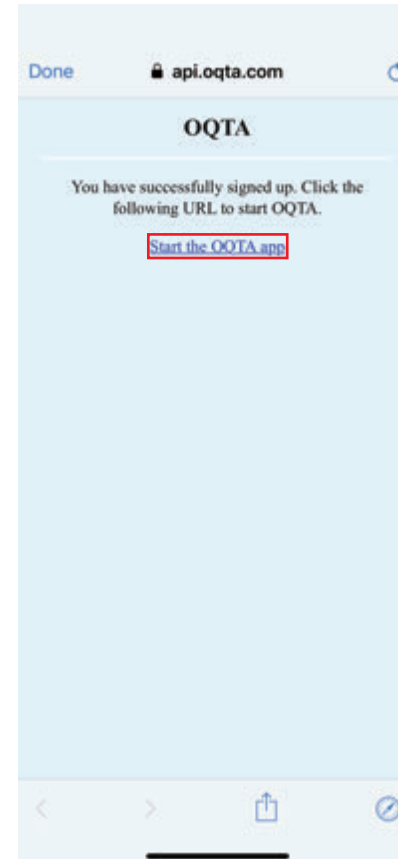 Done api.oqta.com
OQTA
You have successfully signed up. Click the
following URL to start OQTA.
Start the OQTA app